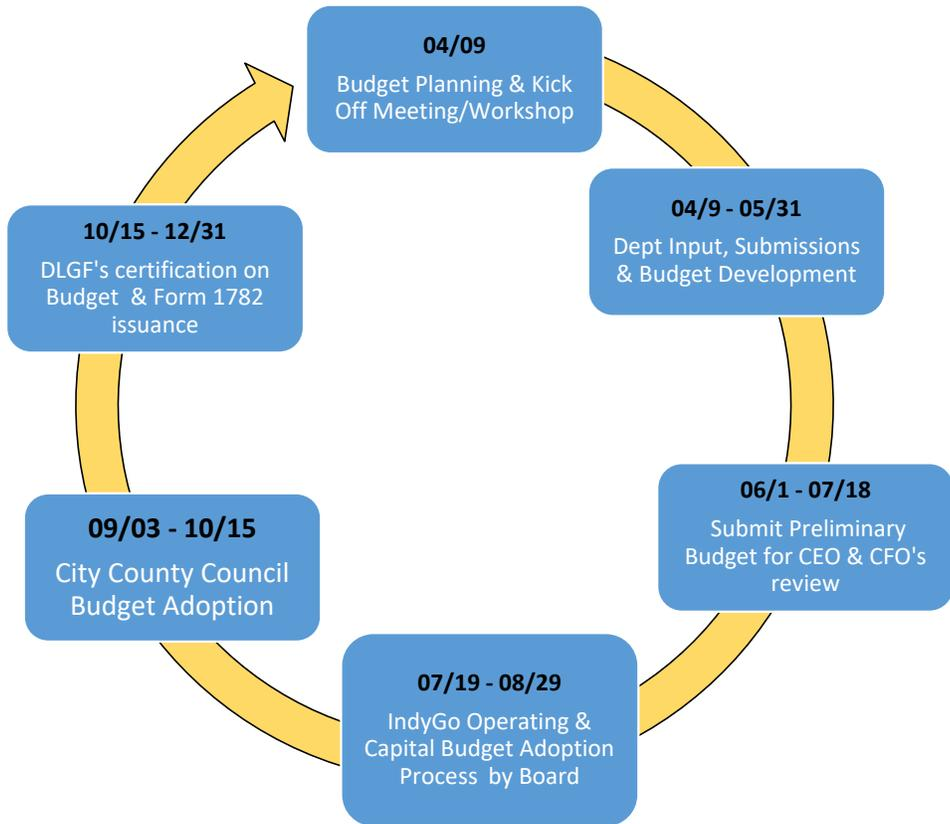 04/09
Budget Planning & Kick
Off Meeting/Workshop
04/9 - 05/31
Dept Input, Submissions
& Budget Development
06/1 - 07/18
Submit Preliminary
Budget for CEO & CFO's
review
07/19 - 08/29
IndyGo Operating &
Capital Budget Adoption
Process by Board
09/03 - 10/15
City County Council
Budget Adoption
10/15 - 12/31
DLGF's certification on
Budget & Form 1782
issuance